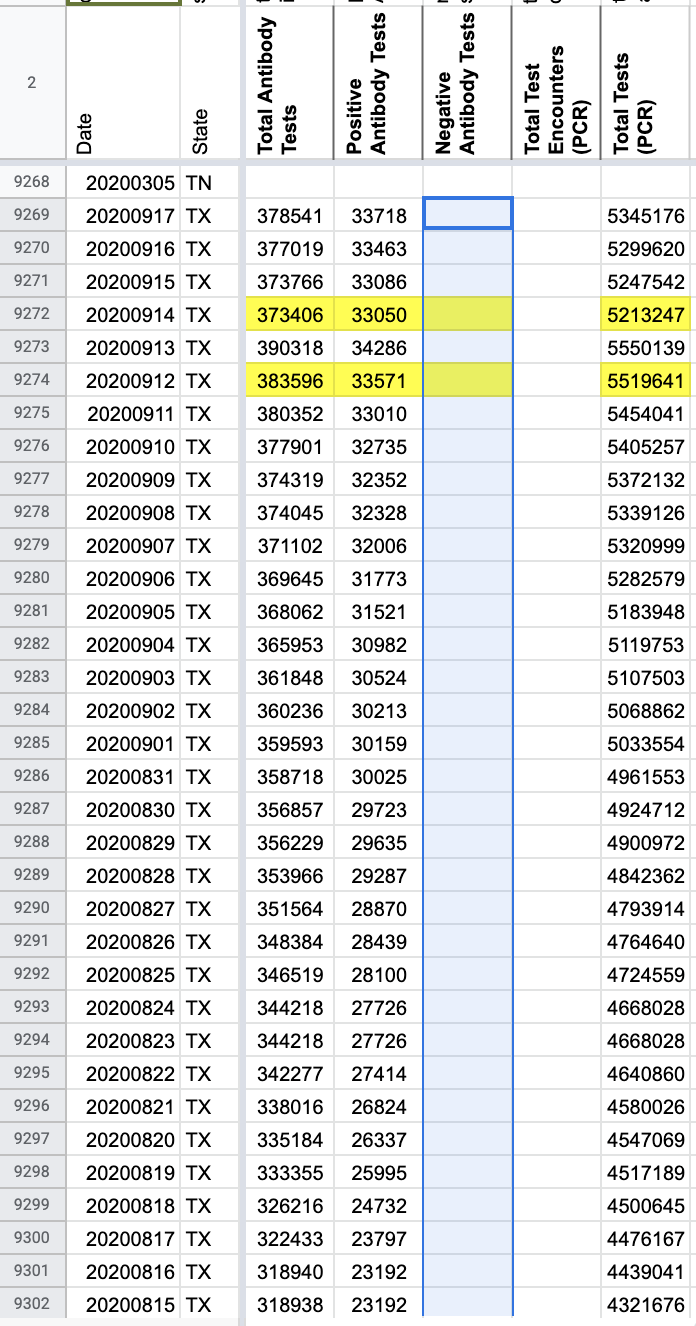 2 Date State Total Antibody Tests Positive Antibody Tests Negative Antibody Tests Total Test Encounters (PCR) Total Tests (PCR)
9268 20200305 TN
9269 20200917 TX 378541 33718 5345176
9270 20200916 TX 377019 33463 5299620
9271 20200915 TX 373766 33086 5247542
9272 20200914 TX 373406 33050 5213247
9273 20200913 TX 390318 34286 5550139
9274 20200912 TX 383596 33571 5519641
9275 20200911 TX 380352 33010 5454041
9276 20200910 TX 377901 32735 5405257
9277 20200909 TX 374319 32352 5372132
9278 20200908 TX 374045 32328 5339126
9279 20200907 TX 371102 32006 5320999
9280 20200906 TX 369645 31773 5282579
9281 20200905 TX 368062 31521 5183948
9282 20200904 TX 365953 30982 5119753
9283 20200903 TX 361848 30524 5107503
9284 20200902 TX 360236 30213 5068862
9285 20200901 TX 359593 30159 5033554
9286 20200831 TX 358718 30025 4961553
9287 20200830 TX 356857 29723 4924712
9288 20200829 TX 356229 29635 4900972
9289 20200828 TX 353966 29287 4842362
9290 20200827 TX 351564 28870 4793914
9291 20200826 TX 348384 28439 4764640
9292 20200825 TX 346519 28100 4724559
9293 20200824 TX 344218 27726 4668028
9294 20200823 TX 344218 27726 4668028
9295 20200822 TX 342277 27414 4640860
9296 20200821 TX 338016 26824 4580026
9297 20200820 TX 335184 26337 4547069
9298 20200819 TX 333355 25995 4517189
9299 20200818 TX 326216 24732 4500645
9300 20200817 TX 322433 23797 4476167
9301 20200816 TX 318940 23192 4439041
9302 20200815 TX 318938 23192 4321676